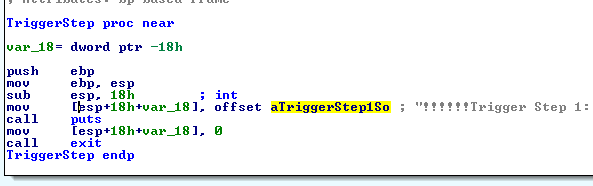 ; Attributes: bp-based frame
TriggerStep proc near
var_18= dword ptr -18h
push ebp
mov ebp, esp
sub esp, 18h ; int
mov [esp+18h+var_18], offset aTriggerStep1So ; "!!!!!!Trigger Step 1:
call puts
mov [esp+18h+var_18], 0
call exit
TriggerStep endp